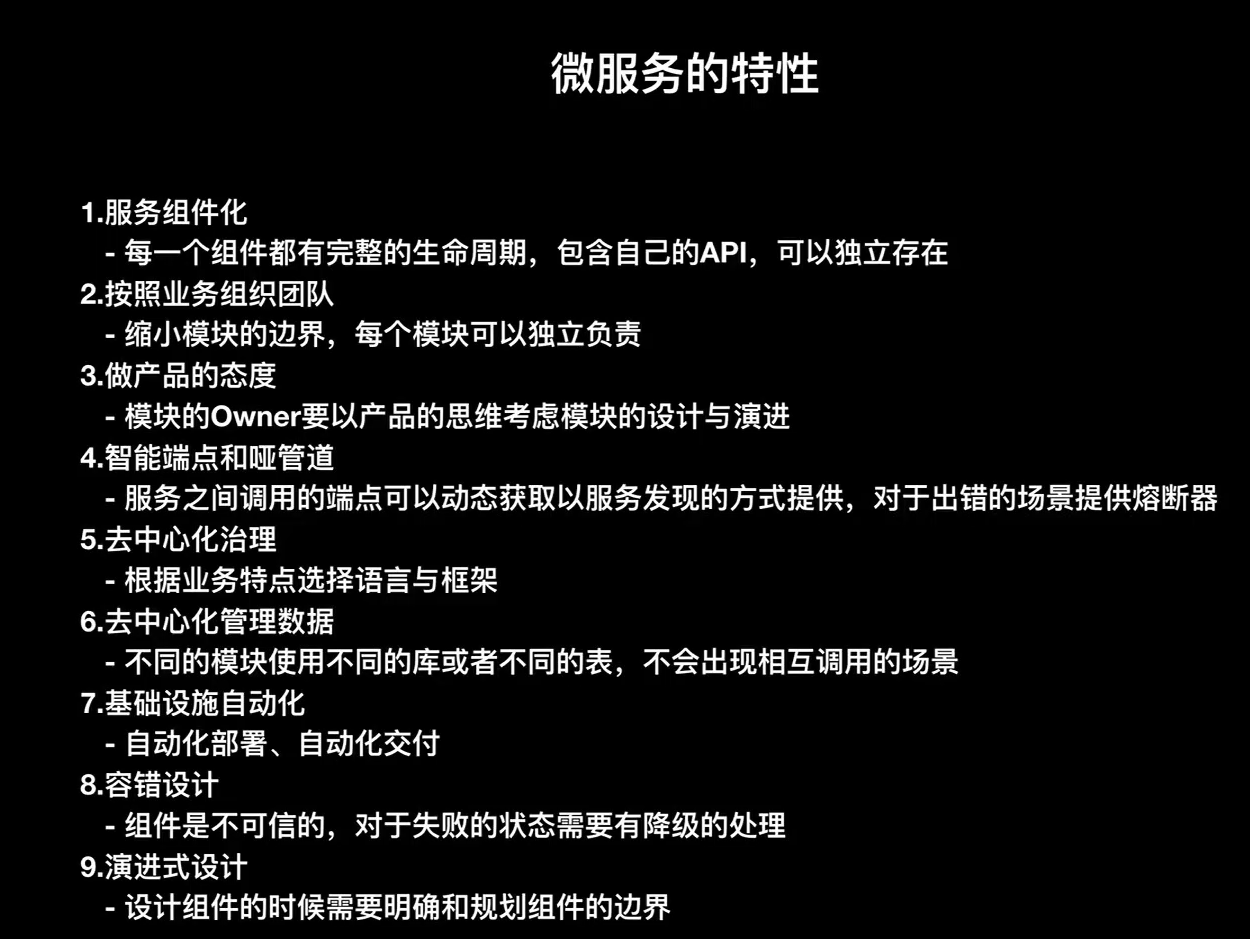 微服务的特性
1.服务组件化
- 每一个组件都有完整的生命周期，包含自己的API，可以独立存在
2.按照业务组织团队
- 缩小模块的边界，每个模块可以独立负责
3.做产品的态度
- 模块的Owner要以产品的思维考虑模块的设计与演进
4.智能端点和哑管道
- 服务之间调用的端点可以动态获取以服务发现的方式提供，对于出错的场景提供熔断器
5.去中心化治理
- 根据业务特点选择语言与框架
6.去中心化管理数据
- 不同的模块使用不同的库或者不同的表，不会出现相互调用的场景
7.基础设施自动化
- 自动化部署、自动化交付
8.容错设计
- 组件是不可信的，对于失败的状态需要有降级的处理
9.演进式设计
- 设计组件的时候需要明确和规划组件的边界